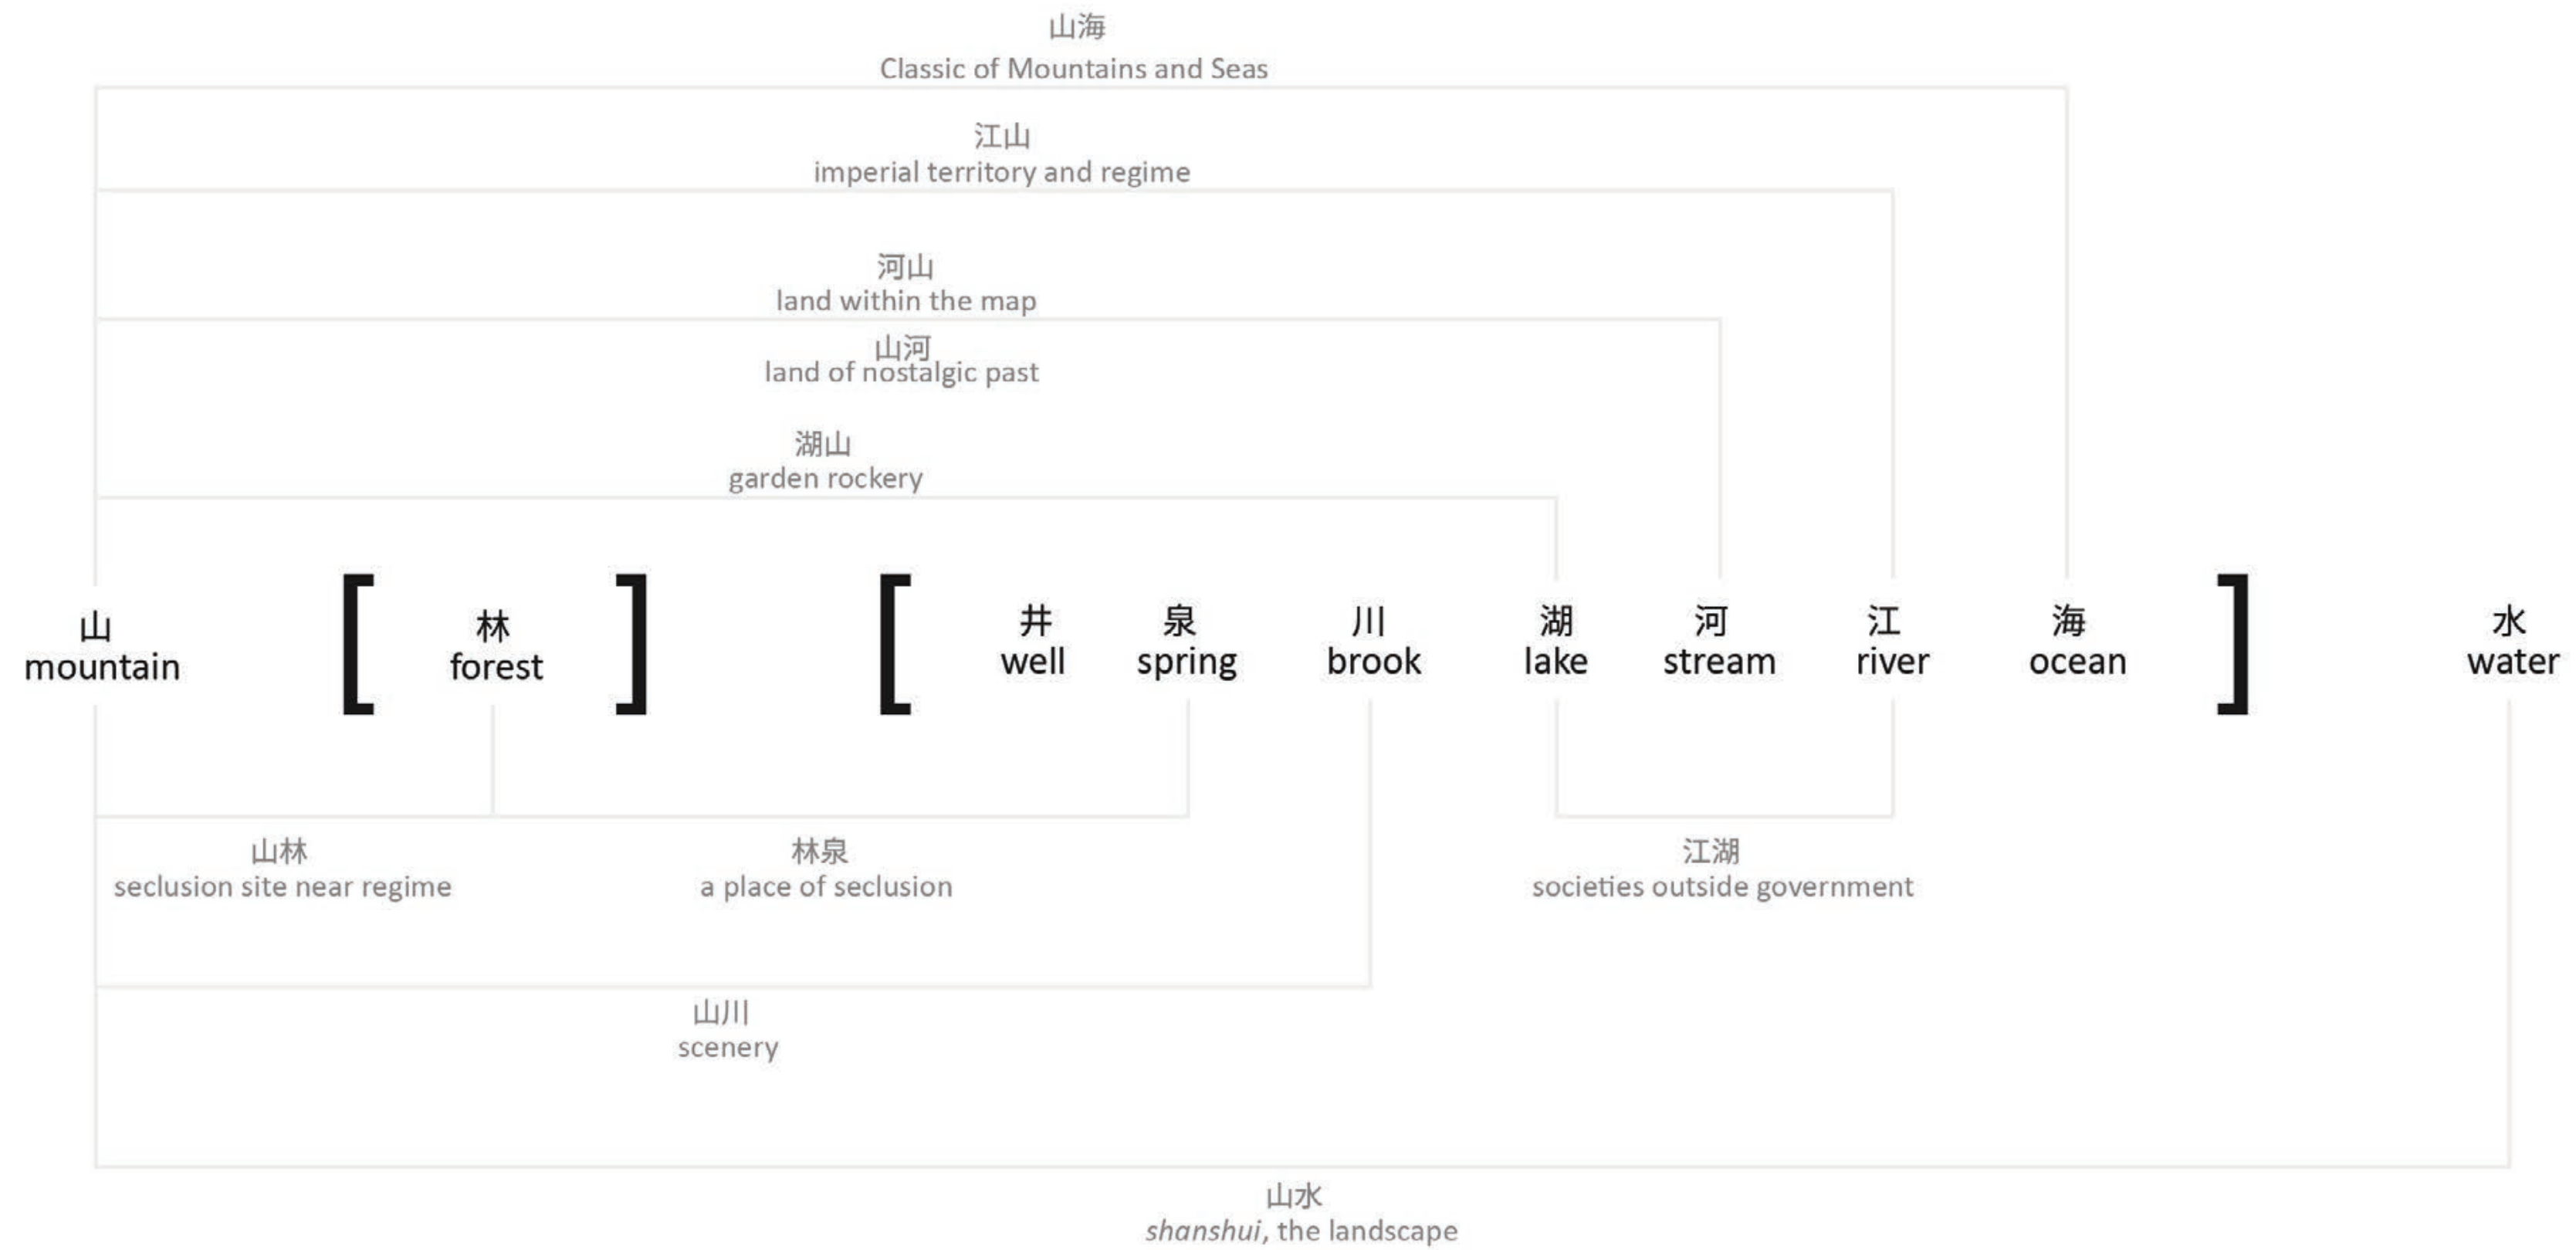 山海
Classic of Mountains and Seas
江山
imperial territory and regime
河山
land within the map
山河
land of nostalgic past
湖山
garden rockery
山 [ 林 ] [ 井 泉 川 湖 河 江 海 ] 水
mountain forest well spring brook lake stream river ocean water
山林 林泉 江湖
seclusion site near regime a place of seclusion societies outside government
山川
scenery
山水
shanshui, the landscape